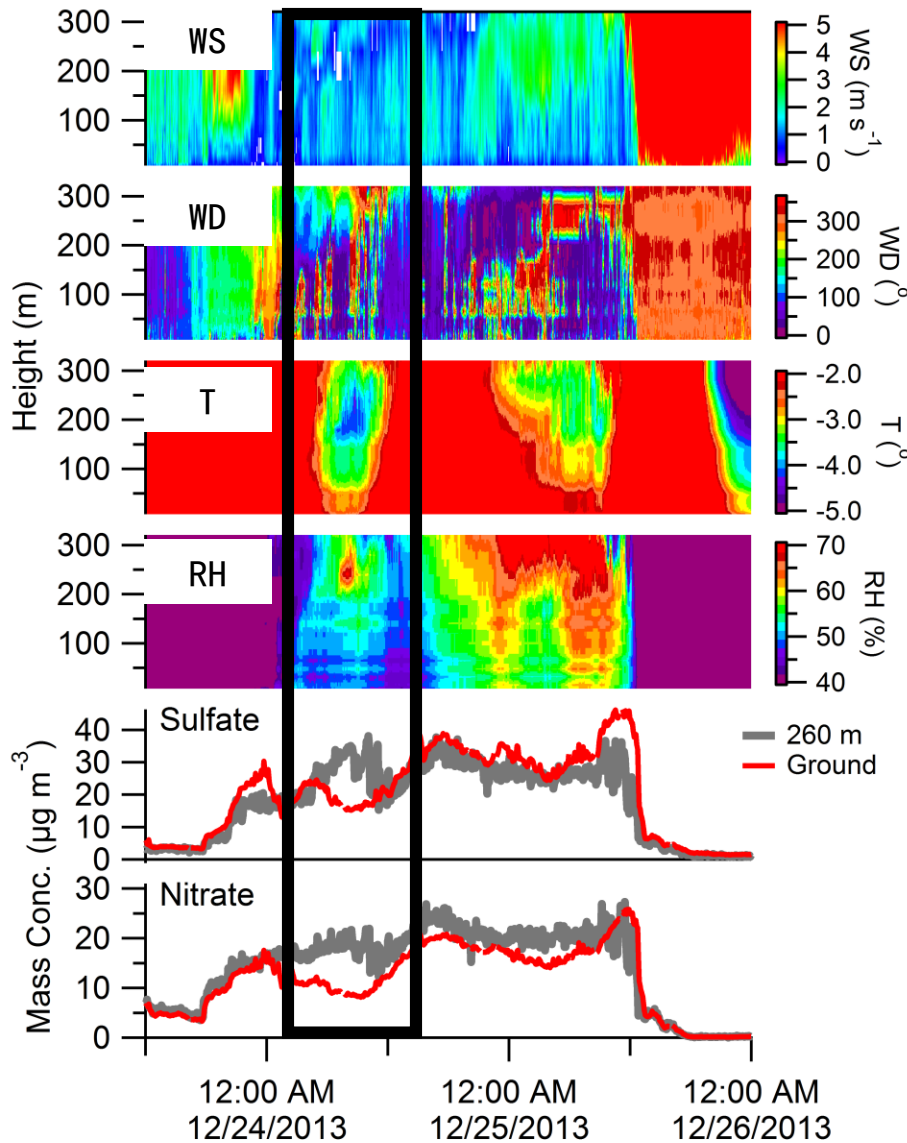 300
200
100
WS
5
4
3
2
1
0
WS (m s⁻¹)
300
200
100
WD
300
200
100
0
WD (°)
Height (m)
300
200
100
T
-2.0
-3.0
-4.0
-5.0
T (°)
300
200
100
RH
70
60
50
40
RH (%)
Mass Conc. (µg m⁻³)
40
30
20
10
0
Sulfate
260 m
Ground
30
20
10
0
Nitrate
12:00 AM 12:00 AM 12:00 AM
12/24/2013 12/25/2013 12/26/2013